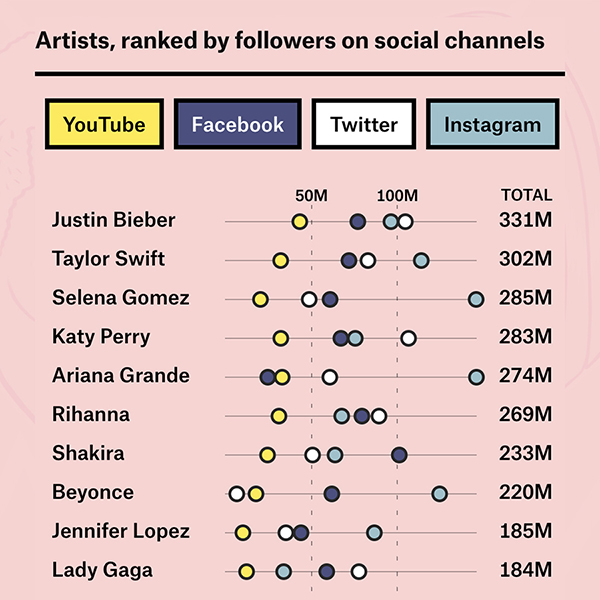 Artists, ranked by followers on social channels
YouTube Facebook Twitter Instagram
50M 100M TOTAL
Justin Bieber 331M
Taylor Swift 302M
Selena Gomez 285M
Katy Perry 283M
Ariana Grande 274M
Rihanna 269M
Shakira 233M
Beyonce 220M
Jennifer Lopez 185M
Lady Gaga 184M